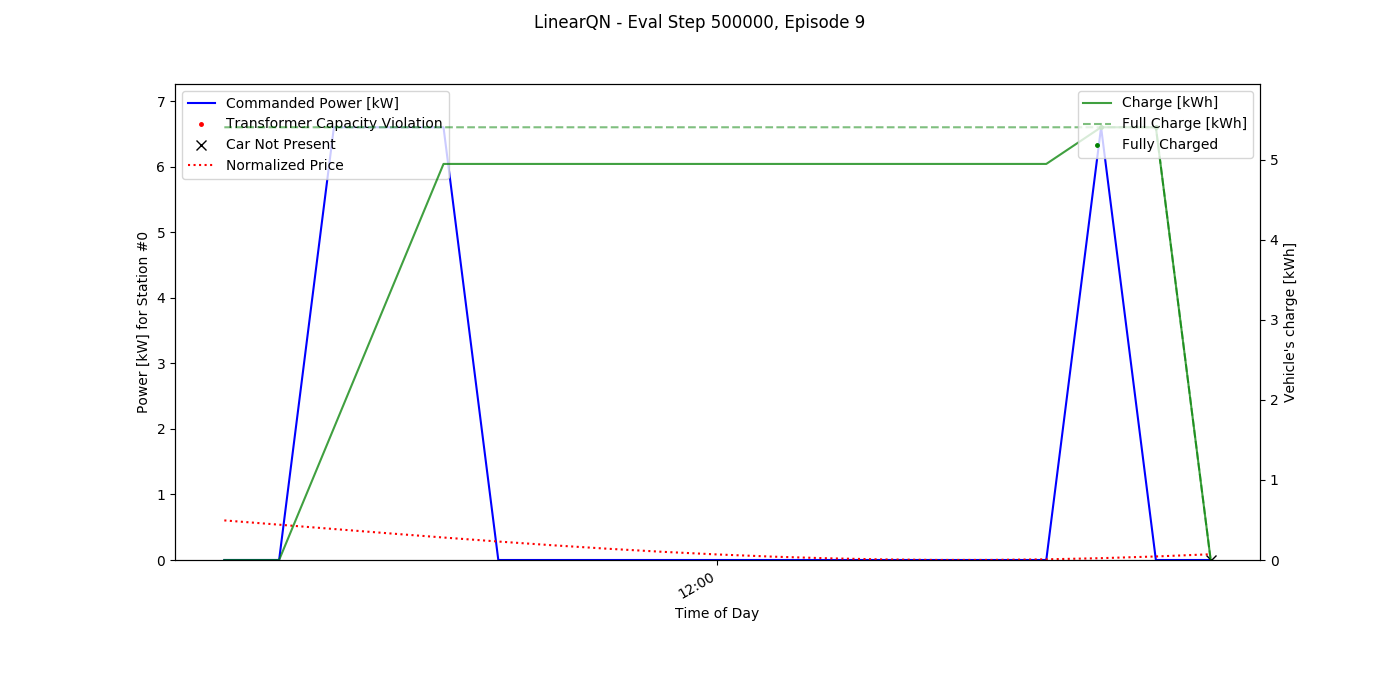 LinearQN - Eval Step 500000, Episode 9
Commanded Power [kW]
Transformer Capacity Violation
Car Not Present
Normalized Price
Charge [kWh]
Full Charge [kWh]
Fully Charged
Power [kW] for Station #0
7
6
5
4
3
2
1
0
5
4
3
2
1
0
Vehicle's charge [kWh]
12:00
Time of Day